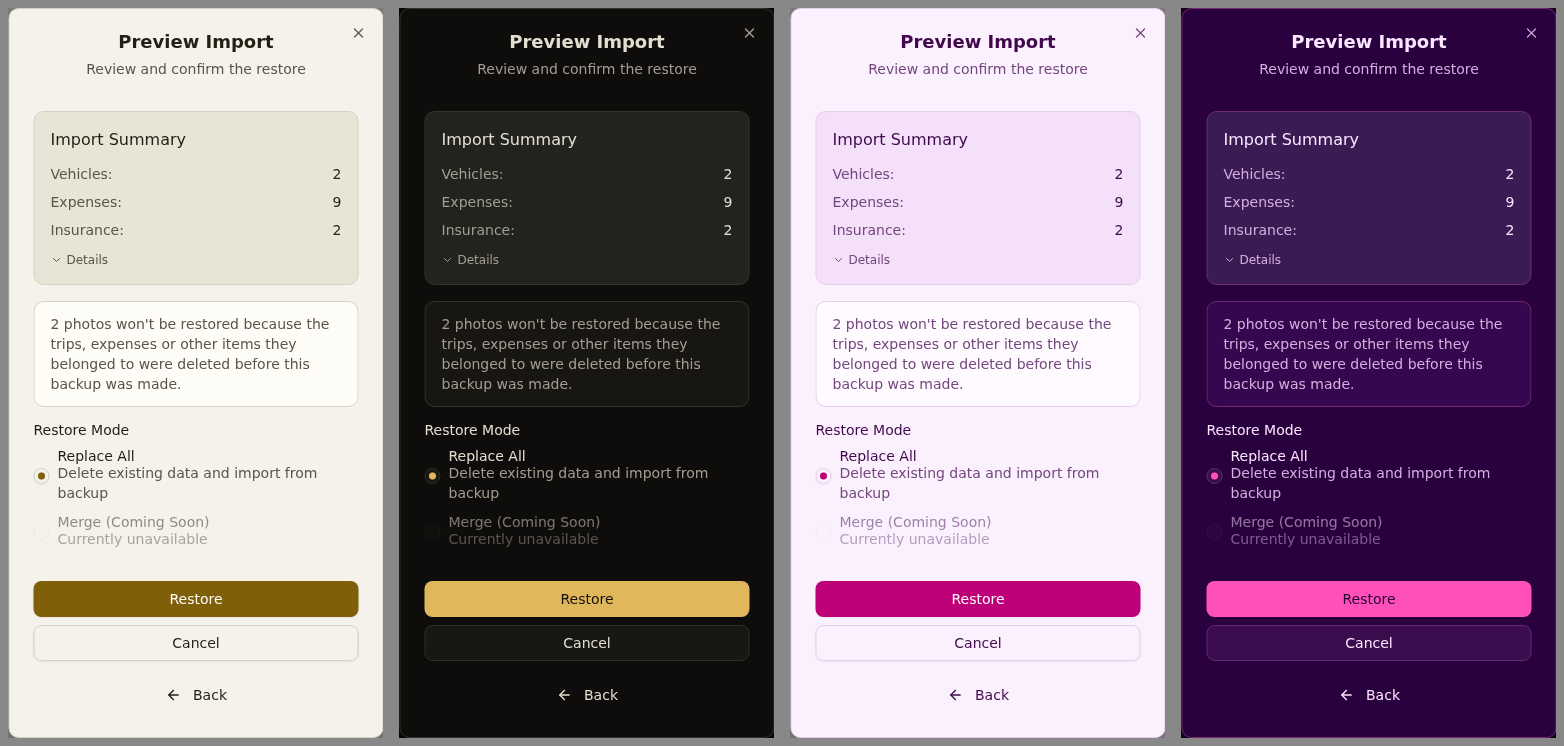 Preview Import
Review and confirm the restore
Import Summary
Vehicles: 2
Expenses: 9
Insurance: 2
Details
2 photos won't be restored because the
trips, expenses or other items they
belonged to were deleted before this
backup was made.
Restore Mode
Replace All
Delete existing data and import from
backup
Merge (Coming Soon)
Currently unavailable
Restore
Cancel
Back
Preview Import
Review and confirm the restore
Import Summary
Vehicles: 2
Expenses: 9
Insurance: 2
Details
2 photos won't be restored because the
trips, expenses or other items they
belonged to were deleted before this
backup was made.
Restore Mode
Replace All
Delete existing data and import from
backup
Merge (Coming Soon)
Currently unavailable
Restore
Cancel
Back
Preview Import
Review and confirm the restore
Import Summary
Vehicles: 2
Expenses: 9
Insurance: 2
Details
2 photos won't be restored because the
trips, expenses or other items they
belonged to were deleted before this
backup was made.
Restore Mode
Replace All
Delete existing data and import from
backup
Merge (Coming Soon)
Currently unavailable
Restore
Cancel
Back
Preview Import
Review and confirm the restore
Import Summary
Vehicles: 2
Expenses: 9
Insurance: 2
Details
2 photos won't be restored because the
trips, expenses or other items they
belonged to were deleted before this
backup was made.
Restore Mode
Replace All
Delete existing data and import from
backup
Merge (Coming Soon)
Currently unavailable
Restore
Cancel
Back